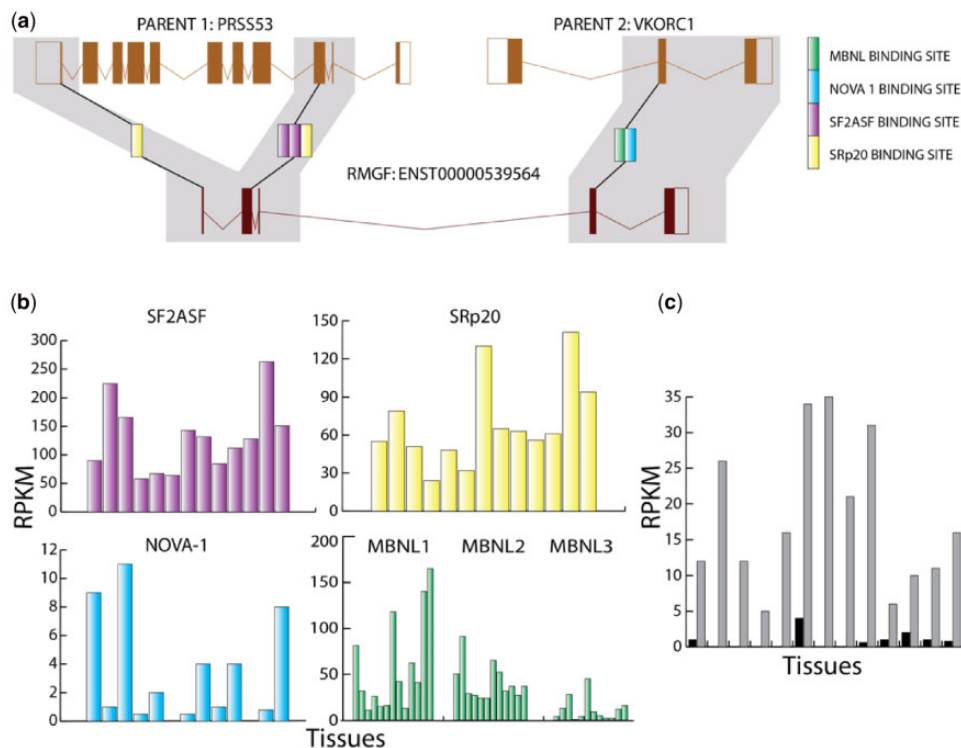 (a)
PARENT 1: PRSS53
PARENT 2: VKORC1
MBNL BINDING SITE
NOVA 1 BINDING SITE
SF2ASF BINDING SITE
SRp20 BINDING SITE
RMGF: ENST00000539564
(b)
SF2ASF
300
250
200
150
100
50
0
SRp20
150
120
90
60
30
0
RPKM
NOVA-1
12
10
8
6
4
2
0
MBNL1 MBNL2 MBNL3
200
150
100
50
0
Tissues
(c)
35
30
25
20
15
10
5
0
Tissues